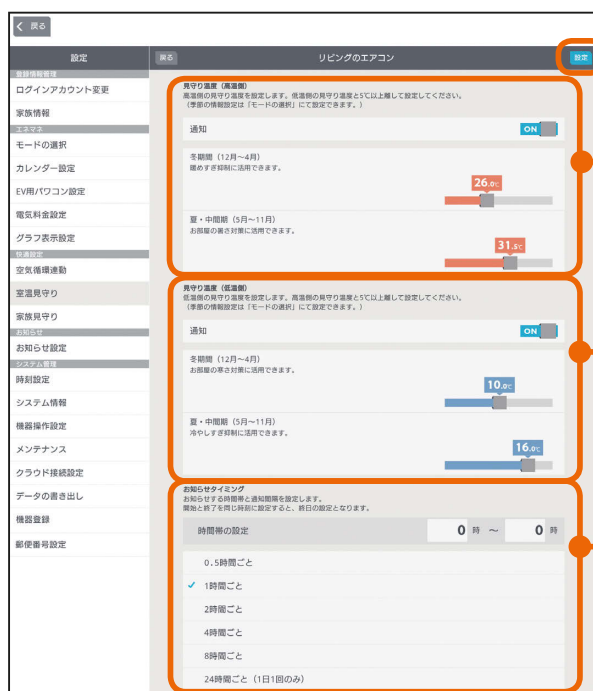 戻る
設定
戻る
リビングのエアコン
設定
登録情報管理
ログインアカウント変更
家族情報
エネマネ
モードの選択
カレンダー設定
EV用パワコン設定
電気料金設定
グラフ表示設定
快適設定
空気循環連動
室温見守り
家族見守り
お知らせ
お知らせ設定
システム管理
時刻設定
システム情報
機器操作設定
メンテナンス
クラウド接続設定
データの書き出し
機器登録
郵便番号設定
見守り温度（高温側）
高温側の見守り温度を設定します。低温側の見守り温度と5℃以上離して設定してください。
（季節の情報設定は「モードの選択」にて設定できます。）
通知
ON
冬期間（12月～4月）
暖めすぎ抑制に活用できます。
26.0℃
夏・中間期（5月～11月）
お部屋の暑さ対策に活用できます。
31.5℃
見守り温度（低温側）
低温側の見守り温度を設定します。高温側の見守り温度と5℃以上離して設定してください。
（季節の情報設定は「モードの選択」にて設定できます。）
通知
ON
冬期間（12月～4月）
お部屋の寒さ対策に活用できます。
10.0℃
夏・中間期（5月～11月）
冷やしすぎ抑制に活用できます。
16.0℃
お知らせタイミング
お知らせする時間帯と通知間隔を設定します。
開始と終了を同じ時刻に設定すると、終日の設定となります。
時間帯の設定 0 時 ～ 0 時
0.5時間ごと
1時間ごと
2時間ごと
4時間ごと
8時間ごと
24時間ごと（1日1回のみ）